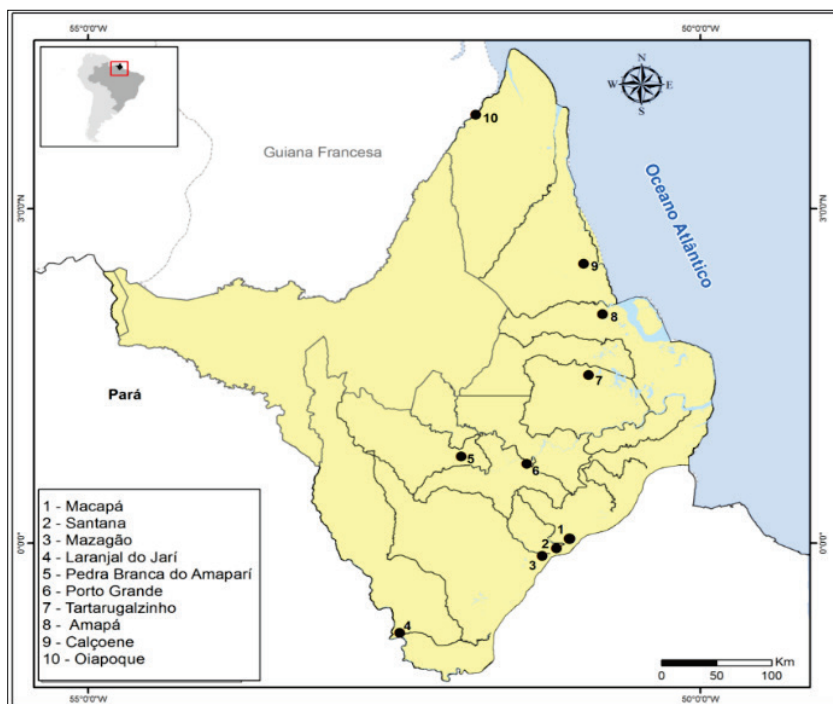 55°0'0"W
50°0'0"W
N
W
E
S
10
Guiana Francesa
3°0'0"N
3°0'0"N
Oceano Atlântico
9
8
7
Pará
5
6
1 - Macapá
2 - Santana
3 - Mazagão
4 - Laranjal do Jarí
5 - Pedra Branca do Amaparí
6 - Porto Grande
7 - Tartarugalzinho
8 - Amapá
9 - Calçoene
10 - Oiapoque
0°0'0"
0°0'0"
1
2
3
4
Km
0
50
100
55°0'0"W
50°0'0"W